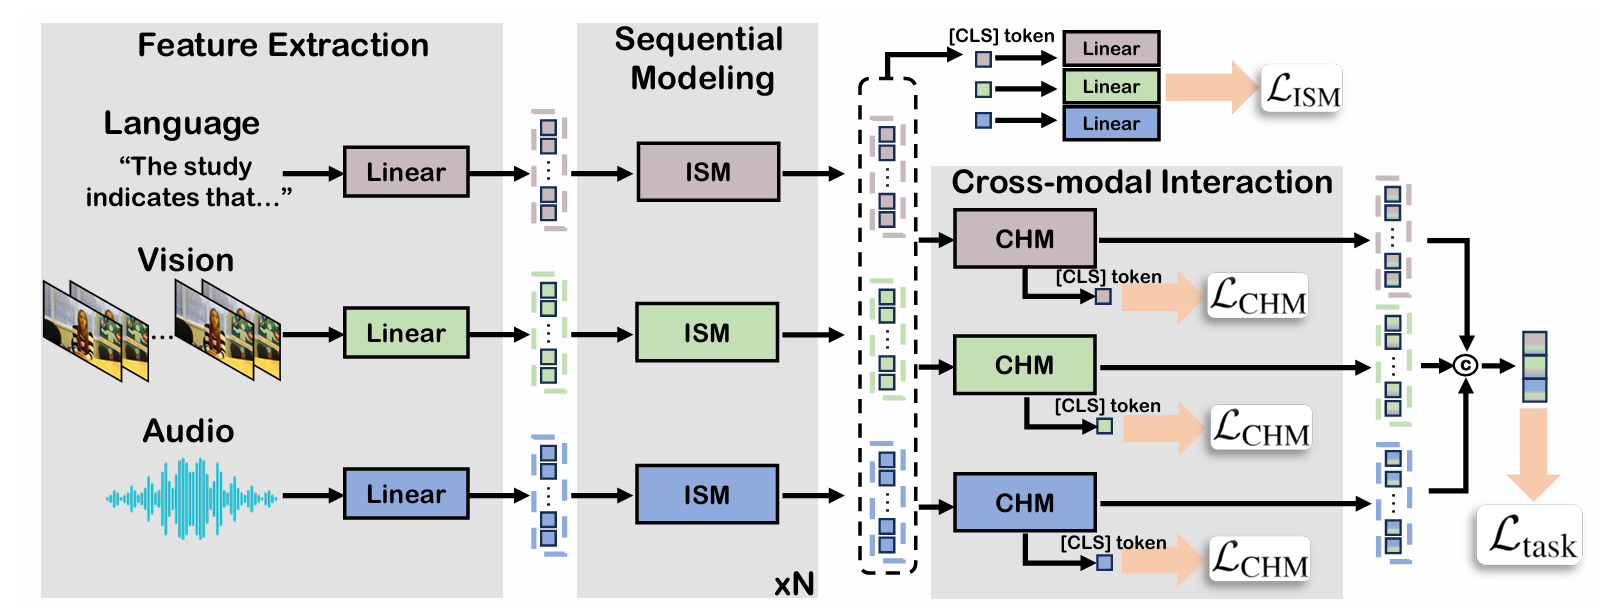 Feature Extraction
Language
“The study
indicates that...”
Linear
Vision
...
Linear
Audio
Linear
Sequential
Modeling
ISM
ISM
ISM
xN
[CLS] token
Linear
Linear
Linear
ℒISM
Cross-modal Interaction
CHM
[CLS] token
ℒCHM
CHM
[CLS] token
ℒCHM
CHM
[CLS] token
ℒCHM
C
ℒtask